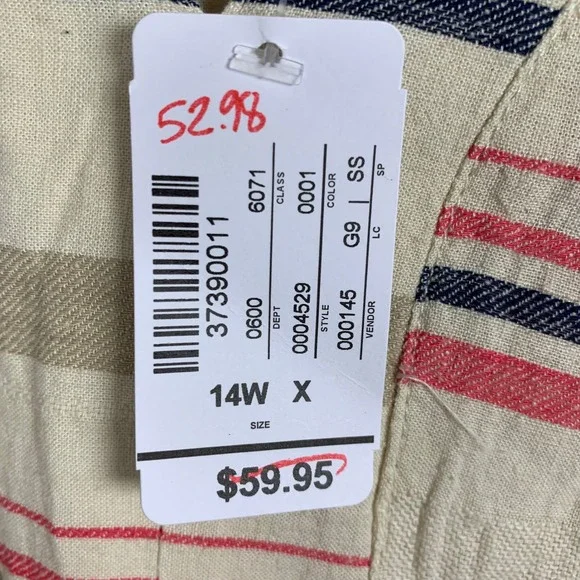 52.98
37390011
0600 6071
DEPT CLASS
0004529 0001
STYLE COLOR
000145 G9 | SS
VENDOR LC SP
14W X
SIZE
$59.95